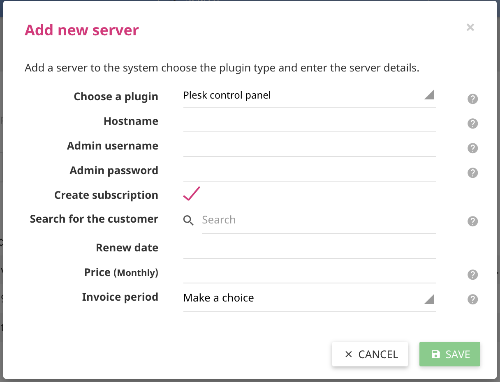 Add new server
×
Add a server to the system choose the plugin type and enter the server details.
Choose a plugin Plesk control panel ?
Hostname ?
Admin username ?
Admin password ?
Create subscription
Search for the customer Search ?
Renew date
Price (Monthly) ?
Invoice period Make a choice ?
× CANCEL SAVE